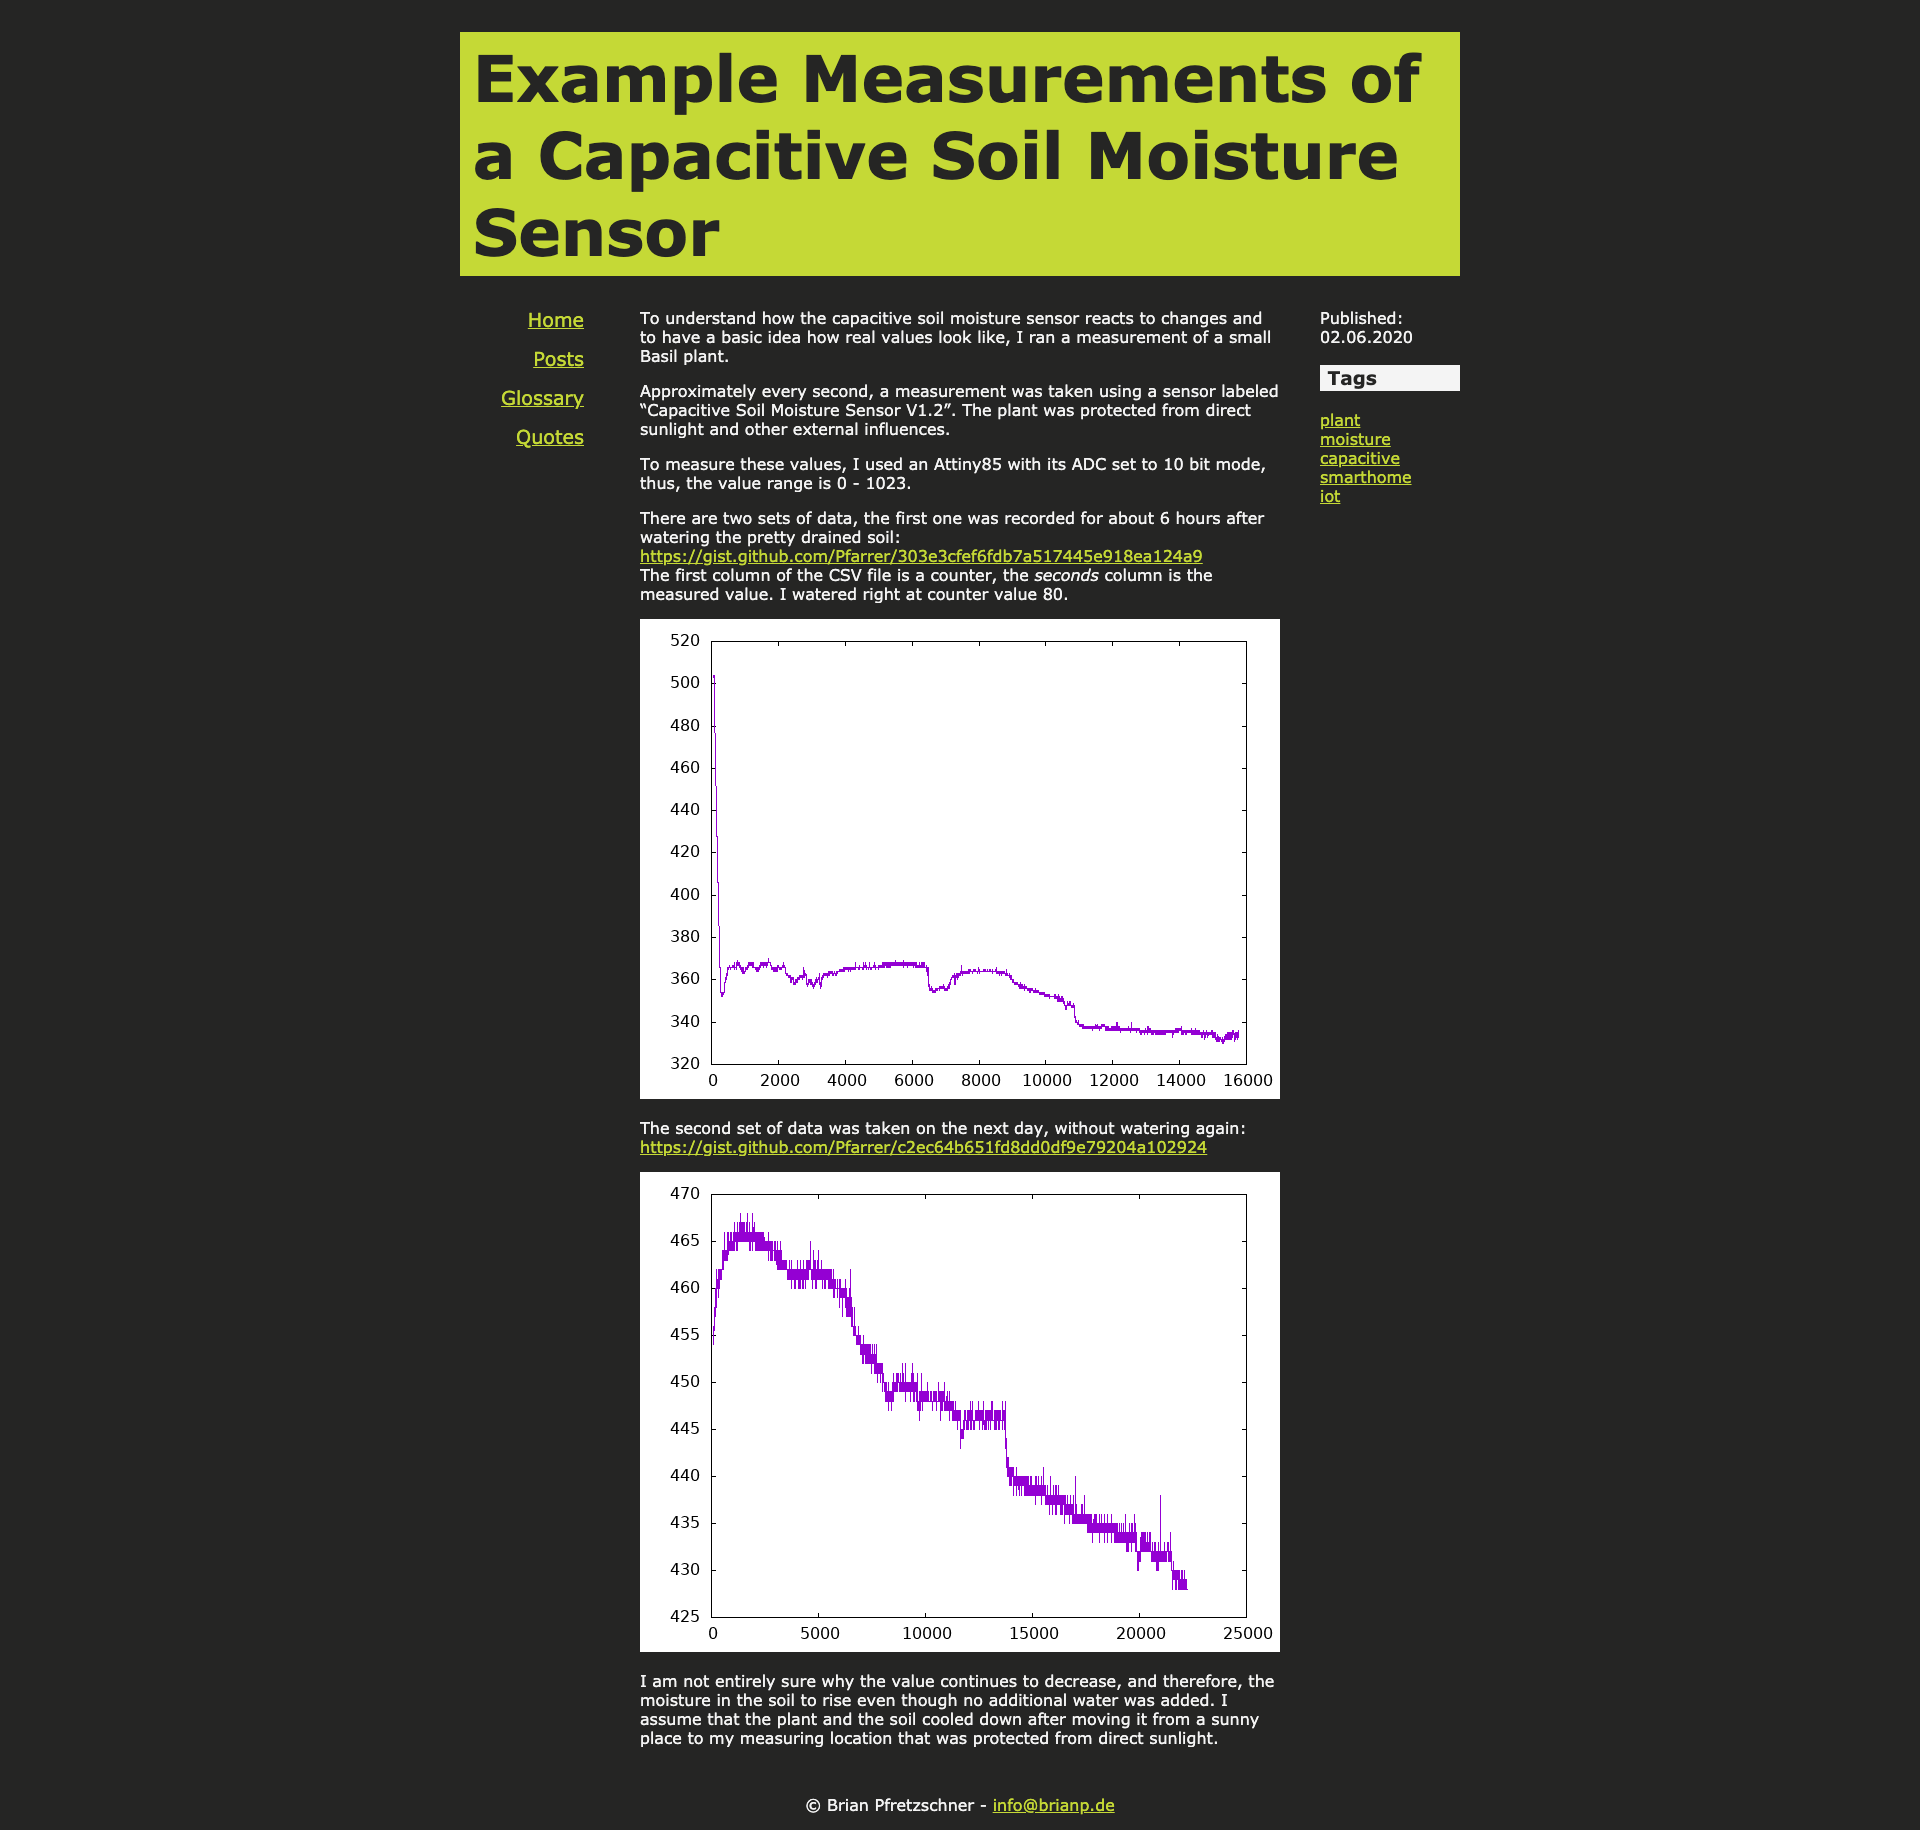 Example Measurements of
a Capacitive Soil Moisture
Sensor
Home
Posts
Glossary
Quotes
To understand how the capacitive soil moisture sensor reacts to changes and
to have a basic idea how real values look like, I ran a measurement of a small
Basil plant.
Approximately every second, a measurement was taken using a sensor labeled
“Capacitive Soil Moisture Sensor V1.2”. The plant was protected from direct
sunlight and other external influences.
To measure these values, I used an Attiny85 with its ADC set to 10 bit mode,
thus, the value range is 0 - 1023.
There are two sets of data, the first one was recorded for about 6 hours after
watering the pretty drained soil:
https://gist.github.com/Pfarrer/303e3cfef6fdb7a517445e918ea124a9
The first column of the CSV file is a counter, the seconds column is the
measured value. I watered right at counter value 80.
520
500
480
460
440
420
400
380
360
340
320
0 2000 4000 6000 8000 10000 12000 14000 16000
The second set of data was taken on the next day, without watering again:
https://gist.github.com/Pfarrer/c2ec64b651fd8dd0df9e79204a102924
470
465
460
455
450
445
440
435
430
425
0 5000 10000 15000 20000 25000
I am not entirely sure why the value continues to decrease, and therefore, the
moisture in the soil to rise even though no additional water was added. I
assume that the plant and the soil cooled down after moving it from a sunny
place to my measuring location that was protected from direct sunlight.
Published:
02.06.2020
Tags
plant
moisture
capacitive
smarthome
iot
© Brian Pfretzschner - info@brianp.de